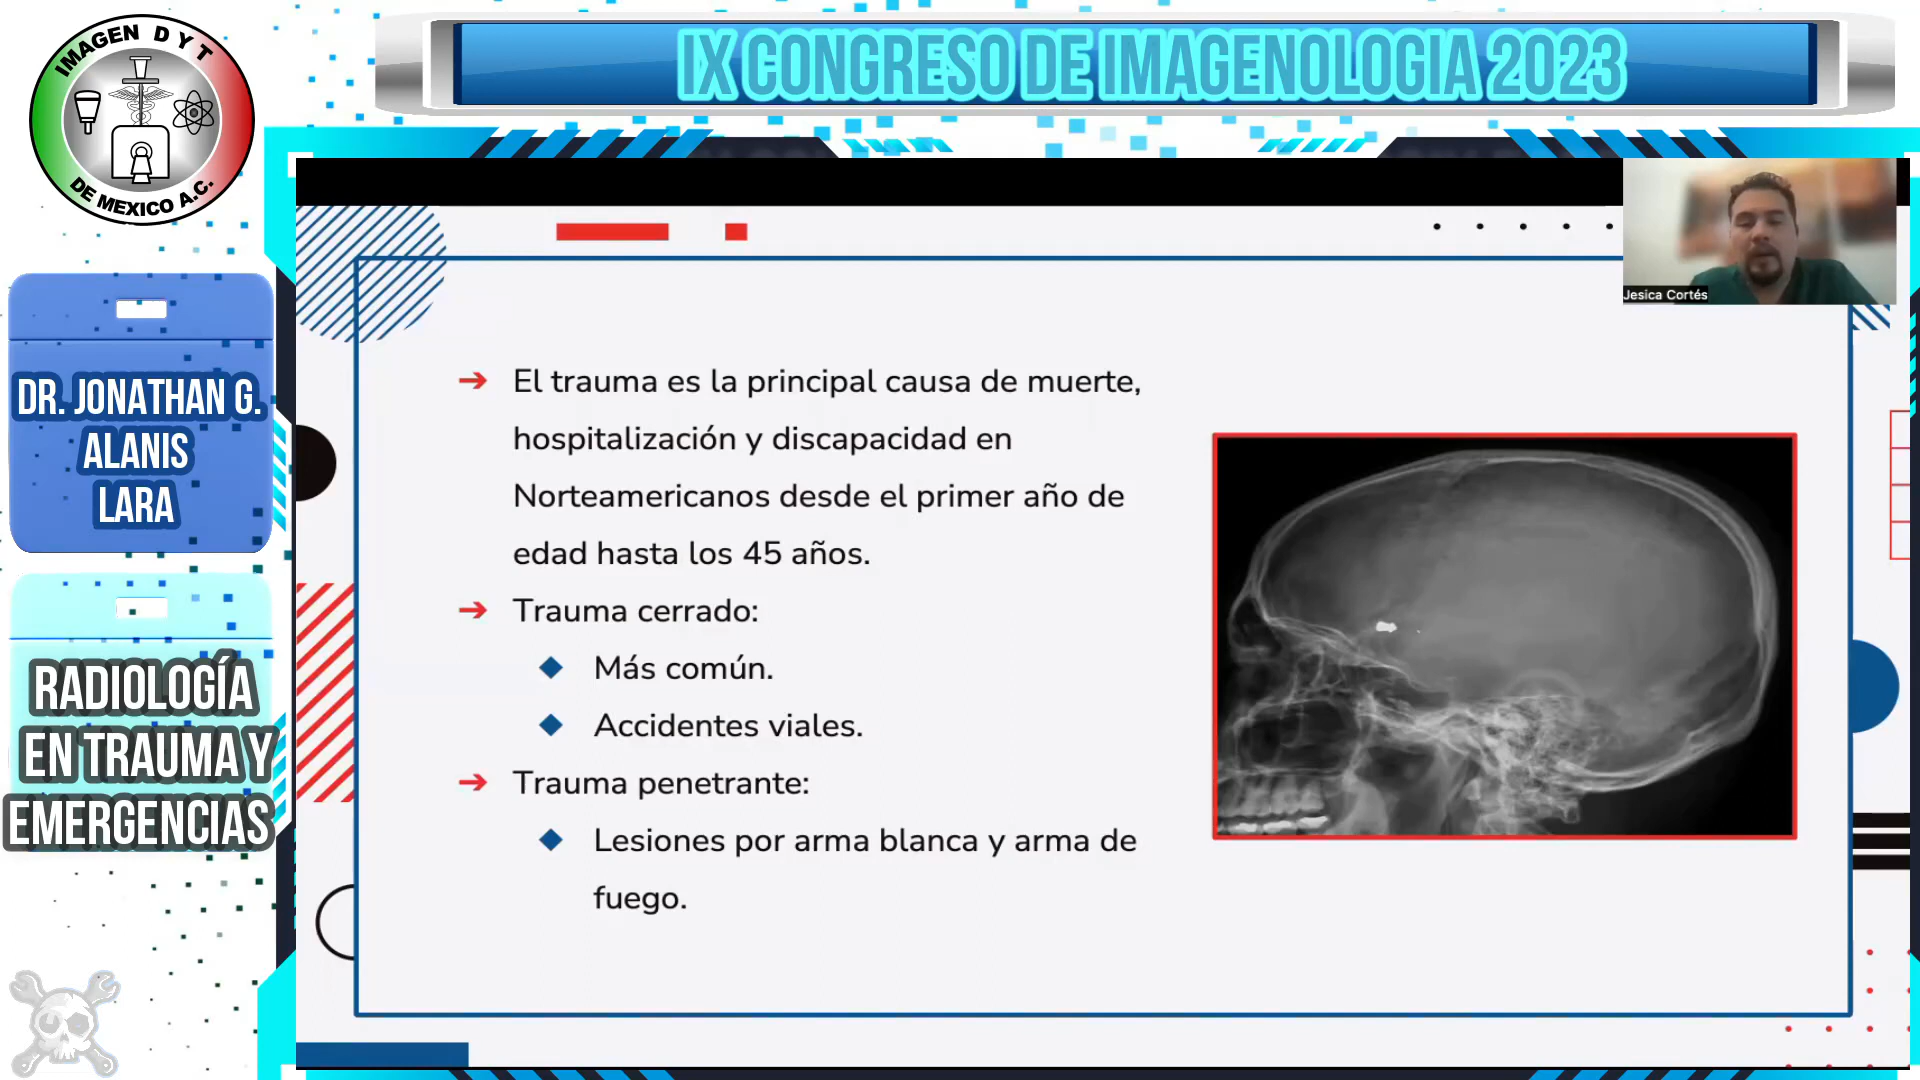 IMAGEN D Y T
DE MEXICO A.C.
IX CONGRESO DE IMAGENOLOGIA 2023
Jesica Cortés
DR. JONATHAN G.
ALANIS
LARA
RADIOLOGÍA
EN TRAUMA Y
EMERGENCIAS
El trauma es la principal causa de muerte,
hospitalización y discapacidad en
Norteamericanos desde el primer año de
edad hasta los 45 años.
Trauma cerrado:
Más común.
Accidentes viales.
Trauma penetrante:
Lesiones por arma blanca y arma de
fuego.